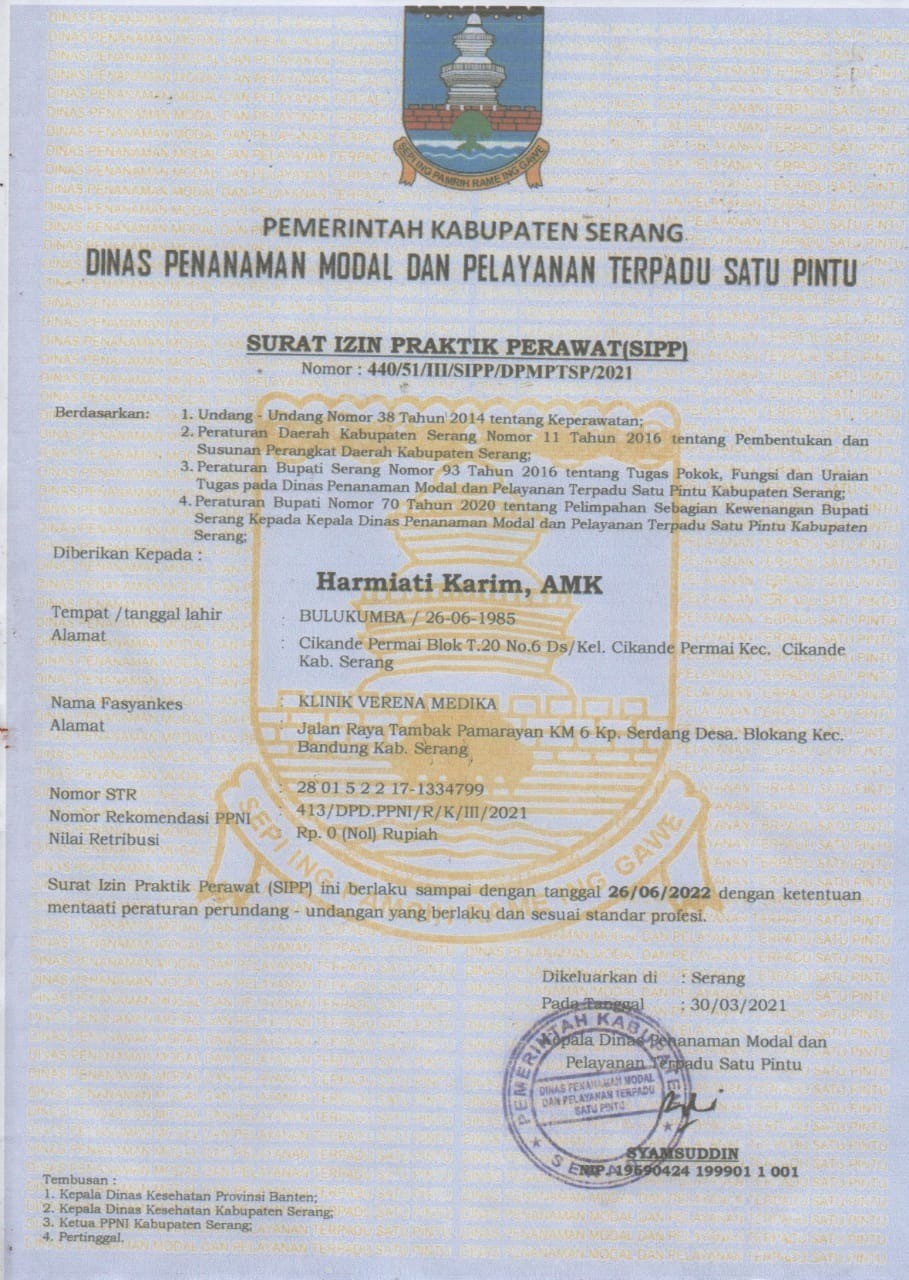 SEPI ING PAMRIH RAME ING GAWE
PEMERINTAH KABUPATEN SERANG
DINAS PENANAMAN MODAL DAN PELAYANAN TERPADU SATU PINTU
SURAT IZIN PRAKTIK PERAWAT(SIPP)
Nomor : 440/51/III/SIPP/DPMPTSP/2021
Berdasarkan: 1. Undang - Undang Nomor 38 Tahun 2014 tentang Keperawatan;
2. Peraturan Daerah Kabupaten Serang Nomor 11 Tahun 2016 tentang Pembentukan dan
Susunan Perangkat Daerah Kabupaten Serang;
3. Peraturan Bupati Serang Nomor 93 Tahun 2016 tentang Tugas Pokok, Fungsi dan Uraian
Tugas pada Dinas Penanaman Modal dan Pelayanan Terpadu Satu Pintu Kabupaten Serang;
4. Peraturan Bupati Nomor 70 Tahun 2020 tentang Pelimpahan Sebagian Kewenangan Bupati
Serang Kepada Kepala Dinas Penanaman Modal dan Pelayanan Terpadu Satu Pintu Kabupaten
Serang;
Diberikan Kepada :
Harmiati Karim, AMK
Tempat /tanggal lahir : BULUKUMBA / 26-06-1985
Alamat : Cikande Permai Blok T.20 No.6 Ds/Kel. Cikande Permai Kec. Cikande
Kab. Serang
Nama Fasyankes : KLINIK VERENA MEDIKA
Alamat : Jalan Raya Tambak Pamarayan KM 6 Kp. Serdang Desa. Blokang Kec.
Bandung Kab. Serang
Nomor STR : 28 01 5 2 2 17-1334799
Nomor Rekomendasi PPNI : 413/DPD.PPNI/R/K/III/2021
Nilai Retribusi : Rp. 0 (Nol) Rupiah
SEPI ING PAMRIH RAME ING GAWE
Surat Izin Praktik Perawat (SIPP) ini berlaku sampai dengan tanggal 26/06/2022 dengan ketentuan
mentaati peraturan perundang - undangan yang berlaku dan sesuai standar profesi.
Dikeluarkan di : Serang
Pada Tanggal : 30/03/2021
Kepala Dinas Penanaman Modal dan
Pelayanan Terpadu Satu Pintu
PEMERINTAH KABUPATEN
DINAS PENANAMAN MODAL
DAN PELAYANAN TERPADU
SATU PINTU
SERANG
SYAMSUDDIN
NIP. 19690424 199901 1 001
Tembusan :
1. Kepala Dinas Kesehatan Provinsi Banten;
2. Kepala Dinas Kesehatan Kabupaten Serang;
3. Ketua PPNI Kabupaten Serang;
4. Pertinggal.